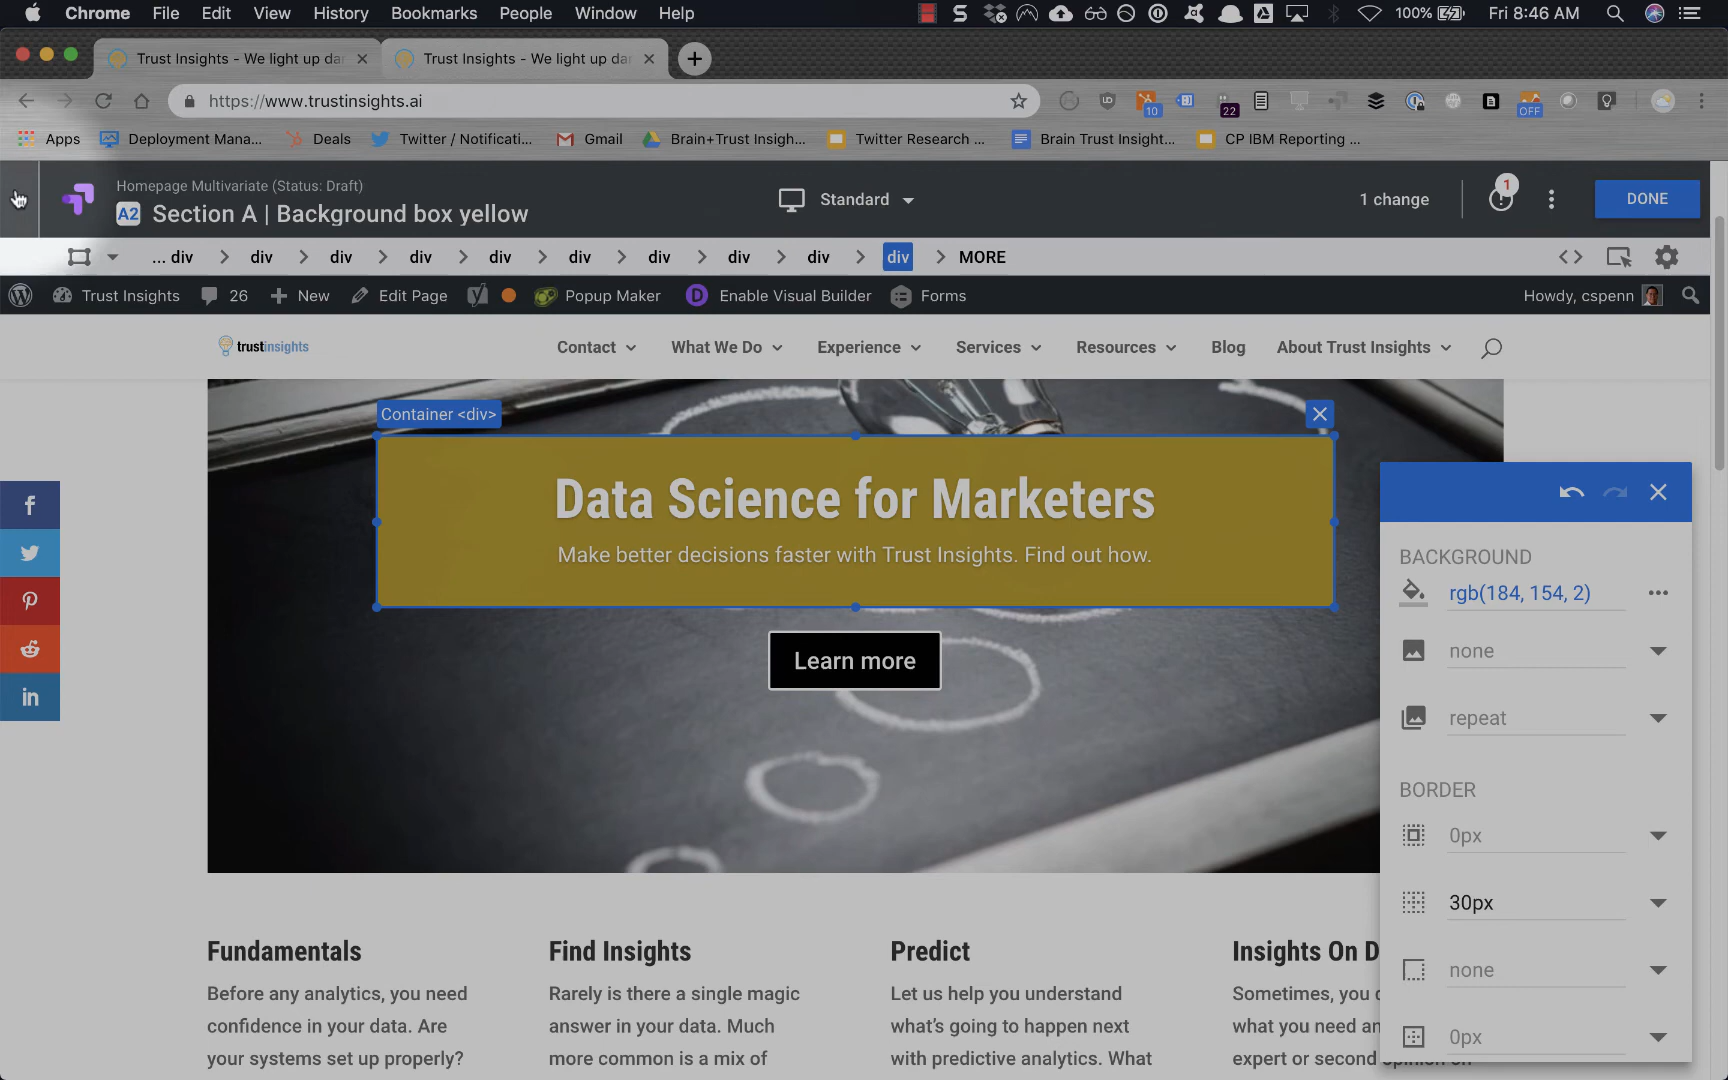 Chrome File Edit View History Bookmarks People Window Help 100% Fri 8:46 AM
Trust Insights - We light up dar Trust Insights - We light up dar
https://www.trustinsights.ai
10 22 OFF
Apps Deployment Mana... Deals Twitter / Notificati... Gmail Brain+Trust Insigh... Twitter Research ... Brain Trust Insight... CP IBM Reporting ...
Homepage Multivariate (Status: Draft)
A2 Section A | Background box yellow
Standard
1 change
1
DONE
... div div div div div div div div div div MORE
Trust Insights 26 New Edit Page Popup Maker D Enable Visual Builder Forms Howdy, cspenn
trustinsights Contact What We Do Experience Services Resources Blog About Trust Insights
Container <div>
Data Science for Marketers
Make better decisions faster with Trust Insights. Find out how.
Learn more
BACKGROUND
rgb(184, 154, 2)
none
repeat
BORDER
0px
30px
none
0px
Fundamentals
Before any analytics, you need
confidence in your data. Are
your systems set up properly?
Find Insights
Rarely is there a single magic
answer in your data. Much
more common is a mix of
Predict
Let us help you understand
what's going to happen next
with predictive analytics. What
Insights On D
Sometimes, you
what you need an
expert or second opinion on